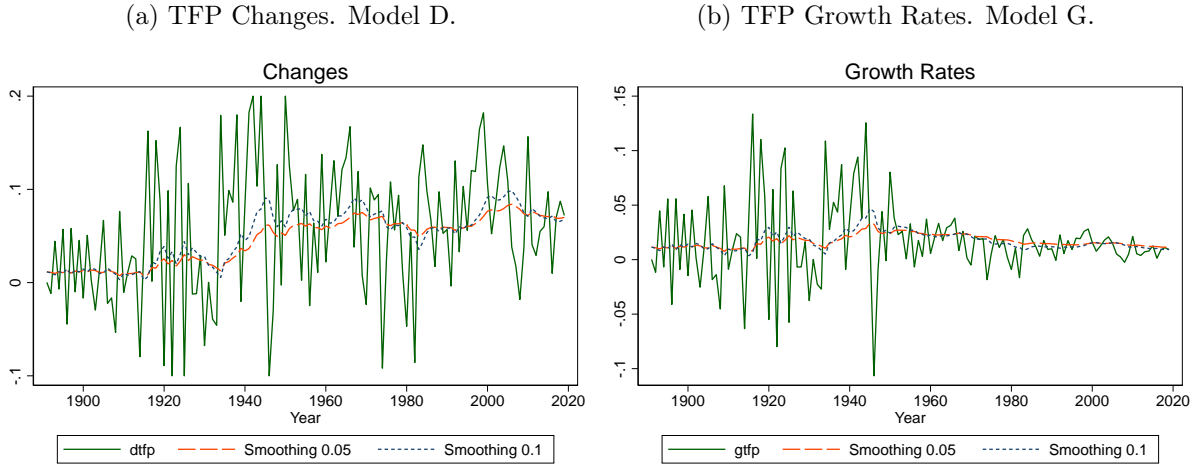 (a) TFP Changes. Model D.
(b) TFP Growth Rates. Model G.
Changes
.2
.1
0
-.1
1900 1920 1940 1960 1980 2000 2020
Year
dtfp Smoothing 0.05 Smoothing 0.1
Growth Rates
.15
.1
.05
0
-.05
-.1
1900 1920 1940 1960 1980 2000 2020
Year
gtfp Smoothing 0.05 Smoothing 0.1